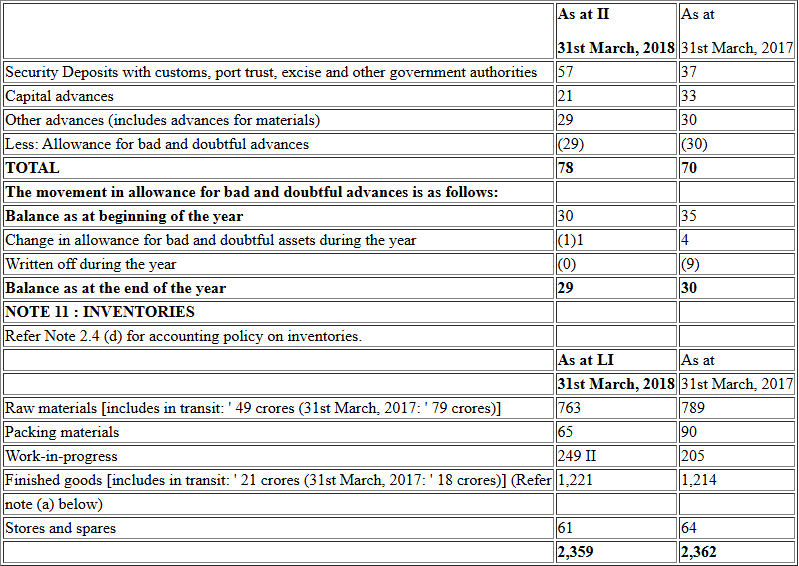 As at II As at
31st March, 2018 31st March, 2017
Security Deposits with customs, port trust, excise and other government authorities 57 37
Capital advances 21 33
Other advances (includes advances for materials) 29 30
Less: Allowance for bad and doubtful advances (29) (30)
TOTAL 78 70
The movement in allowance for bad and doubtful advances is as follows:
Balance as at beginning of the year 30 35
Change in allowance for bad and doubtful assets during the year (1)1 4
Written off during the year (0) (9)
Balance as at the end of the year 29 30
NOTE 11 : INVENTORIES
Refer Note 2.4 (d) for accounting policy on inventories.
As at LI As at
31st March, 2018 31st March, 2017
Raw materials [includes in transit: ' 49 crores (31st March, 2017: ' 79 crores)] 763 789
Packing materials 65 90
Work-in-progress 249 II 205
Finished goods [includes in transit: ' 21 crores (31st March, 2017: ' 18 crores)] (Refer 1,221 1,214
note (a) below)
Stores and spares 61 64
2,359 2,362